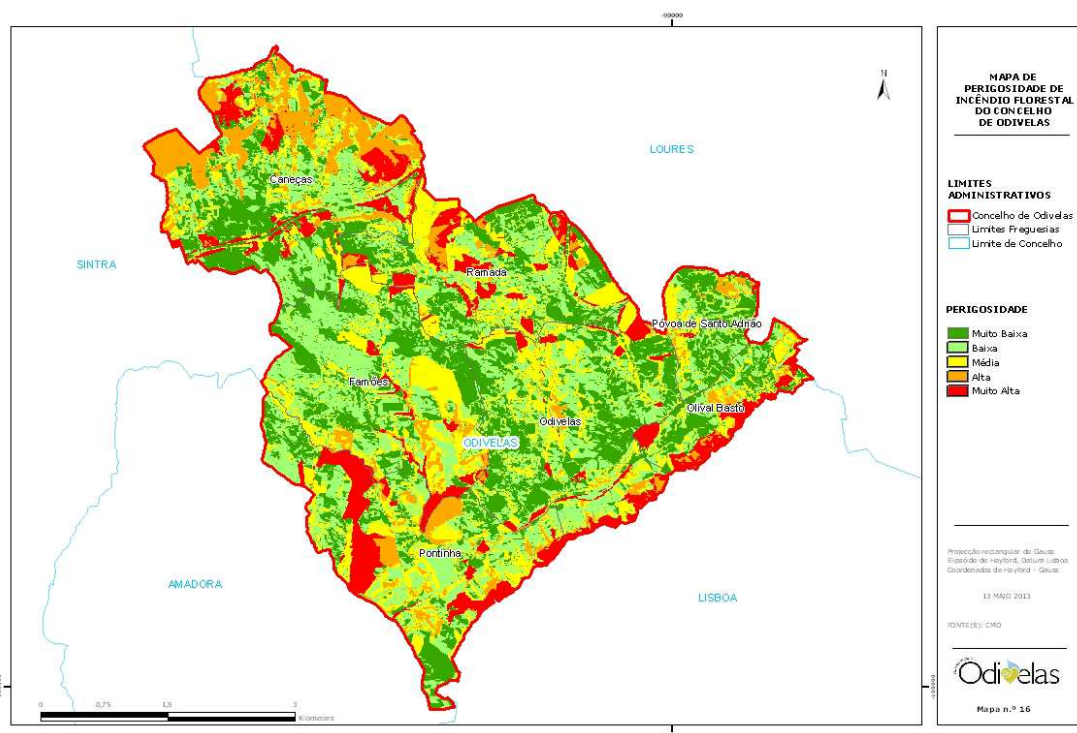 -90000
N
LOURES
Caneças
SINTRA
Ramada
Póvoa de Santo Adrião
Famões
Olival Basto
Odivelas
ODIVELAS
Pontinha
AMADORA
LISBOA
0 0,75 1,5 3
Kilometers
MAPA DE
PERIGOSIDADE DE
INCÊNDIO FLORESTAL
DO CONCELHO
DE ODIVELAS
LIMITES
ADMINISTRATIVOS
Concelho de Odivelas
Limites Freguesias
Limite de Concelho
PERIGOSIDADE
Muito Baixa
Baixa
Média
Alta
Muito Alta
Projecção rectangular de Gauss
Elipsóide de Hayford, Datum Lisboa
Coordenadas de Hayford - Gauss
13 MAIO 2013
FONTE(S): CMO
Odivelas
Mapa n.º 16